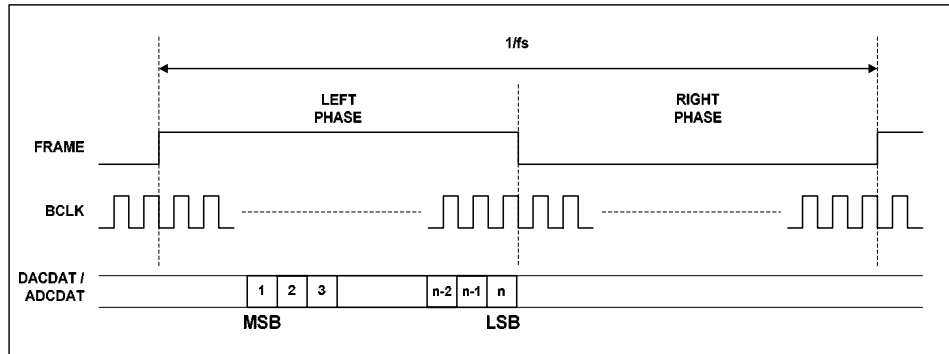 1/fs
LEFT
PHASE
RIGHT
PHASE
FRAME
BCLK
DACDAT /
ADCDAT
1 2 3 n-2 n-1 n
MSB LSB